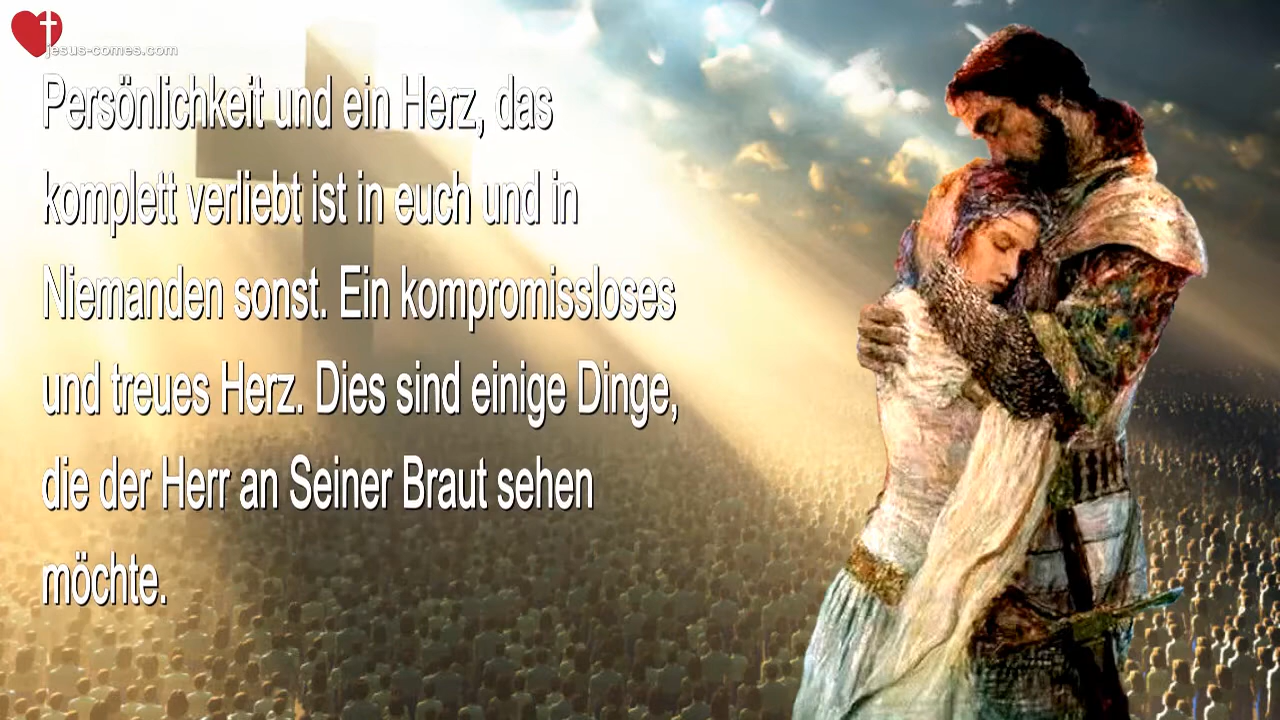 jesus-comes.com
Persönlichkeit und ein Herz, das
komplett verliebt ist in euch und in
Niemanden sonst. Ein kompromissloses
und treues Herz. Dies sind einige Dinge,
die der Herr an Seiner Braut sehen
möchte.